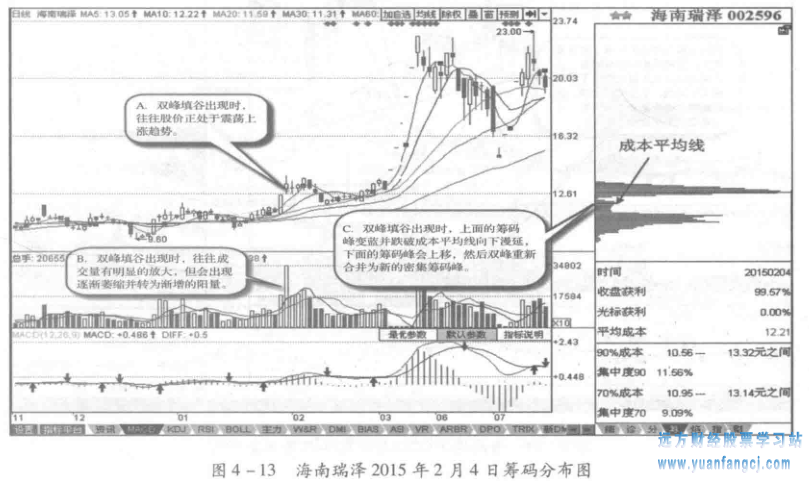 日线 海南瑞泽 MA5: 13.05↑ MA10: 12.22↑ MA20: 11.59↑ MA30: 11.31↑ MA60: 加自选 均线 除权 叠 富 预测
海南瑞泽 002596
23.74
23.00
20.03
16.32
12.61
A. 双峰填谷出现时,
往往股价正处于震荡上
涨趋势。
成本平均线
9.60
C. 双峰填谷出现时,上面的筹码
峰变蓝并跌破成本平均线向下漫延,
下面的筹码峰会上移,然后双峰重新
合并为新的密集筹码峰。
B. 双峰填谷出现时,往往成
交量有明显的放大,但会出现
逐渐萎缩并转为渐增的阳量。
总手: 20655
34902
17504
X10
时间 20150204
收盘获利 99.57%
光标获利 0.00%
平均成本 12.21
90%成本 10.56 --- 13.32元之间
集中度90 11.56%
70%成本 10.95 --- 13.14元之间
集中度70 9.09%
MACD(12,26,9) MACD: +0.486↑ DIFF: +0.5
最优参数 默认参数 指标说明
+2.43
+0.448
11 12 01 02 03 05 06 07
设置 指标平台 资讯 MACD KDJ RSI BOLL 主力 W&R DMI BIAS ASI VR ARBR DPO TRIX
远方财经股票学习站
www.yuanfangcj.com
图 4-13 海南瑞泽 2015 年 2 月 4 日筹码分布图